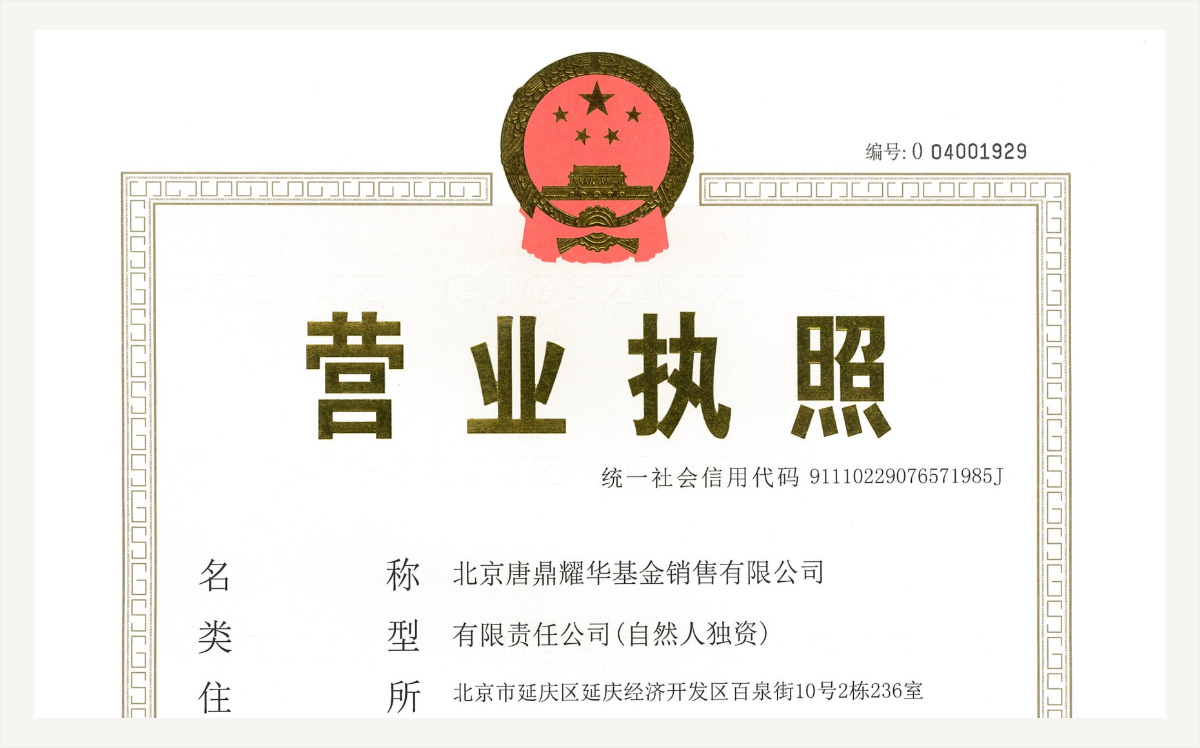 编号: 0 04001929
营业执照
统一社会信用代码 91110229076571985J
名 称 北京唐鼎耀华基金销售有限公司
类 型 有限责任公司(自然人独资)
住 所 北京市延庆区延庆经济开发区百泉街10号2栋236室